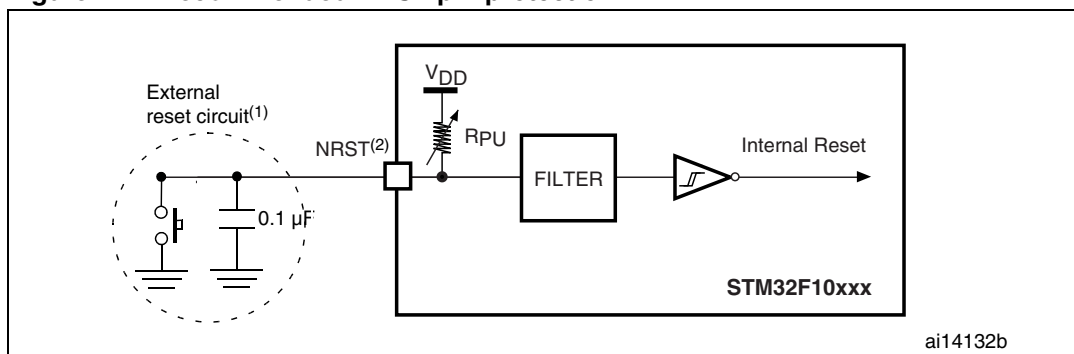 VDD
External
reset circuit(1)
NRST(2)
RPU
Internal Reset
FILTER
0.1 µF
STM32F10xxx
ai14132b